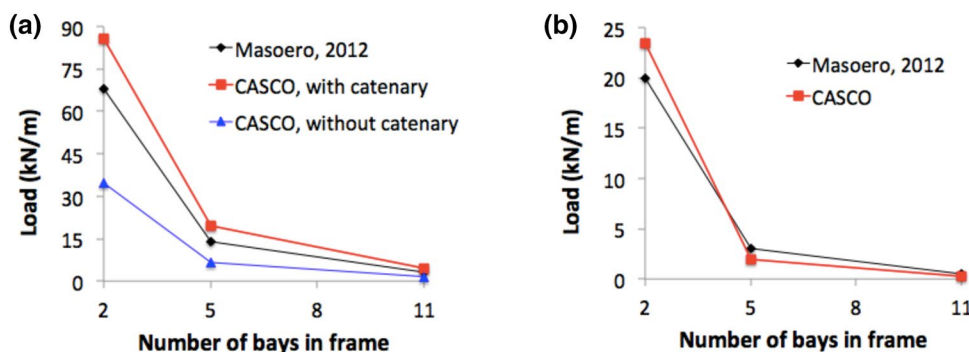 (a)
90
75
60
45
30
15
0
Load (kN/m)
Masoero, 2012
CASCO, with catenary
CASCO, without catenary
2 5 8 11
Number of bays in frame
(b)
25
20
15
10
5
0
Load (kN/m)
Masoero, 2012
CASCO
2 5 8 11
Number of bays in frame